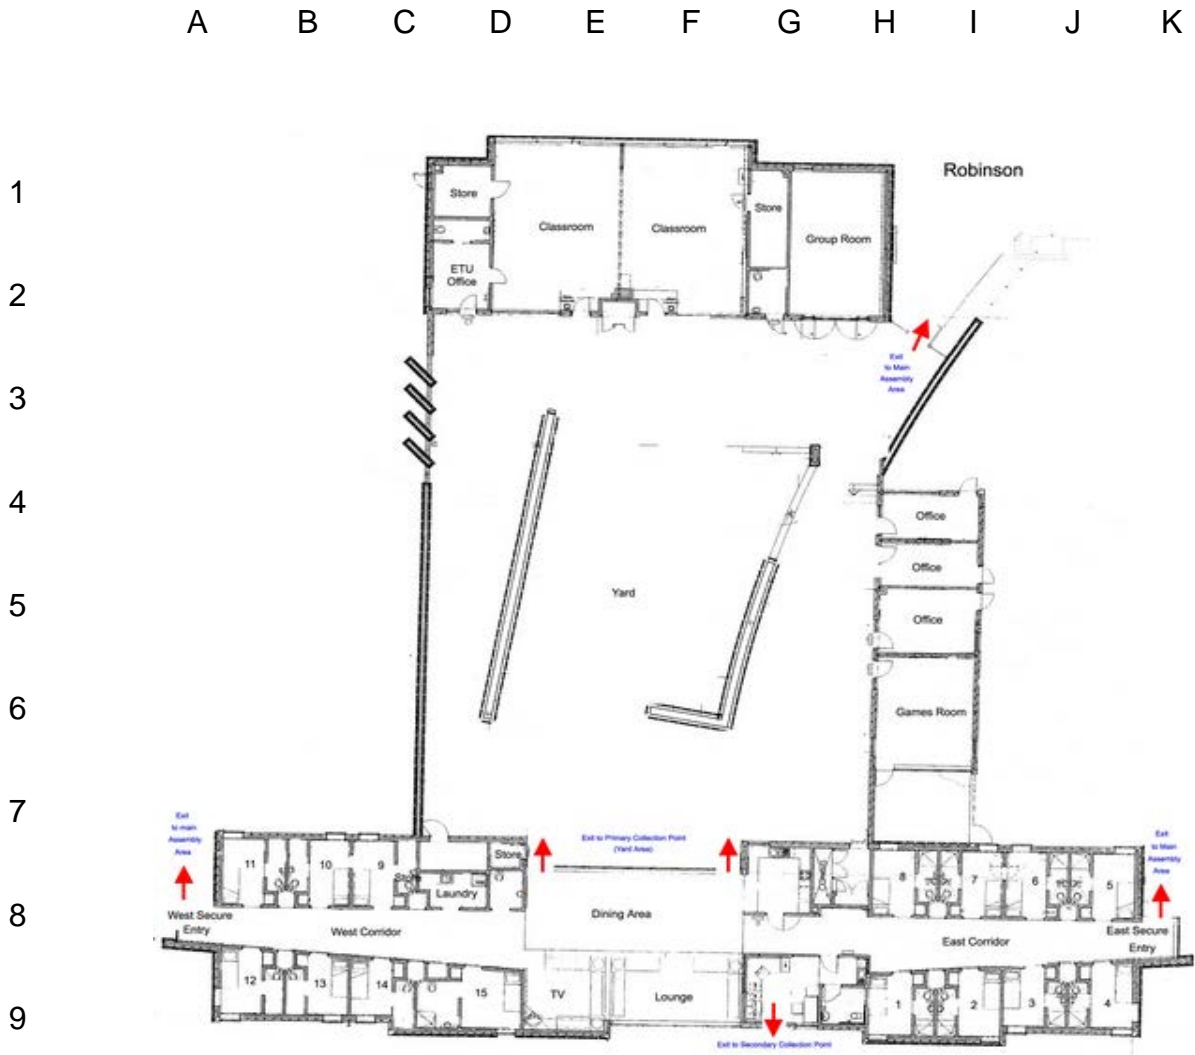 A B C D E F G H I J K
Robinson
1
Store
Store
Classroom
Classroom
Group Room
ETU
Office
2
Exit
to Main
Assembly
Area
3
4
Office
Office
5
Yard
Office
6
Games Room
7
Exit
to main
Assembly
Area
Exit to Primary Collection Point
(Yard Area)
Exit
to Main
Assembly
Area
11
10
9
Store
Store
Laundry
8
7
6
5
8
West Secure
Entry
West Corridor
Dining Area
East Corridor
East Secure
Entry
12
13
14
15
TV
Lounge
1
2
3
4
9
Exit to Secondary Collection Point